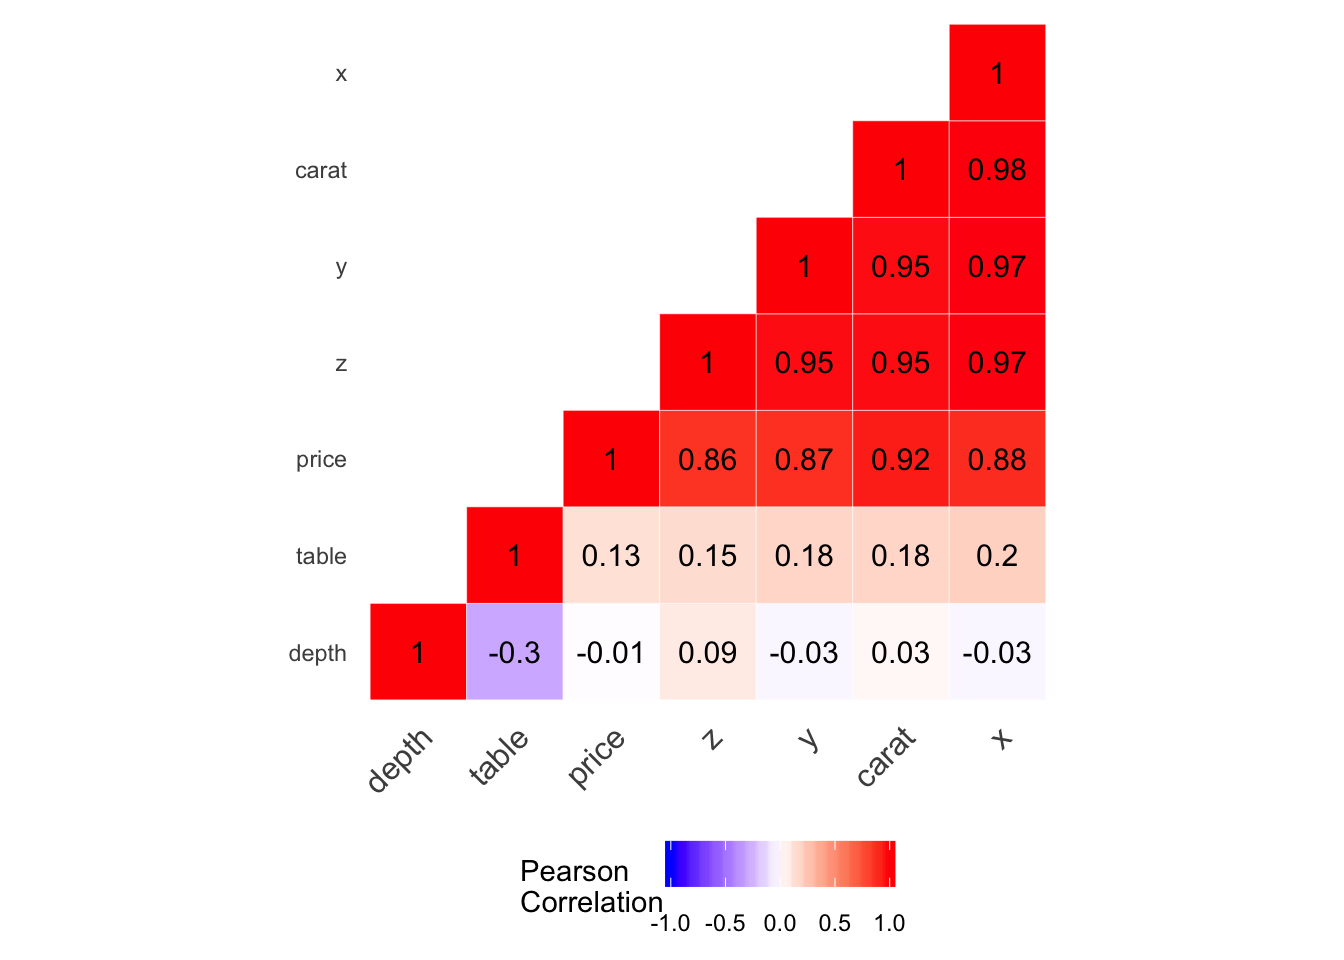 x 1
carat 1 0.98
y 1 0.95 0.97
z 1 0.95 0.95 0.97
price 1 0.86 0.87 0.92 0.88
table 1 0.13 0.15 0.18 0.18 0.2
depth 1 -0.3 -0.01 0.09 -0.03 0.03 -0.03
depth table price z y carat x
Pearson
Correlation
-1.0 -0.5 0.0 0.5 1.0